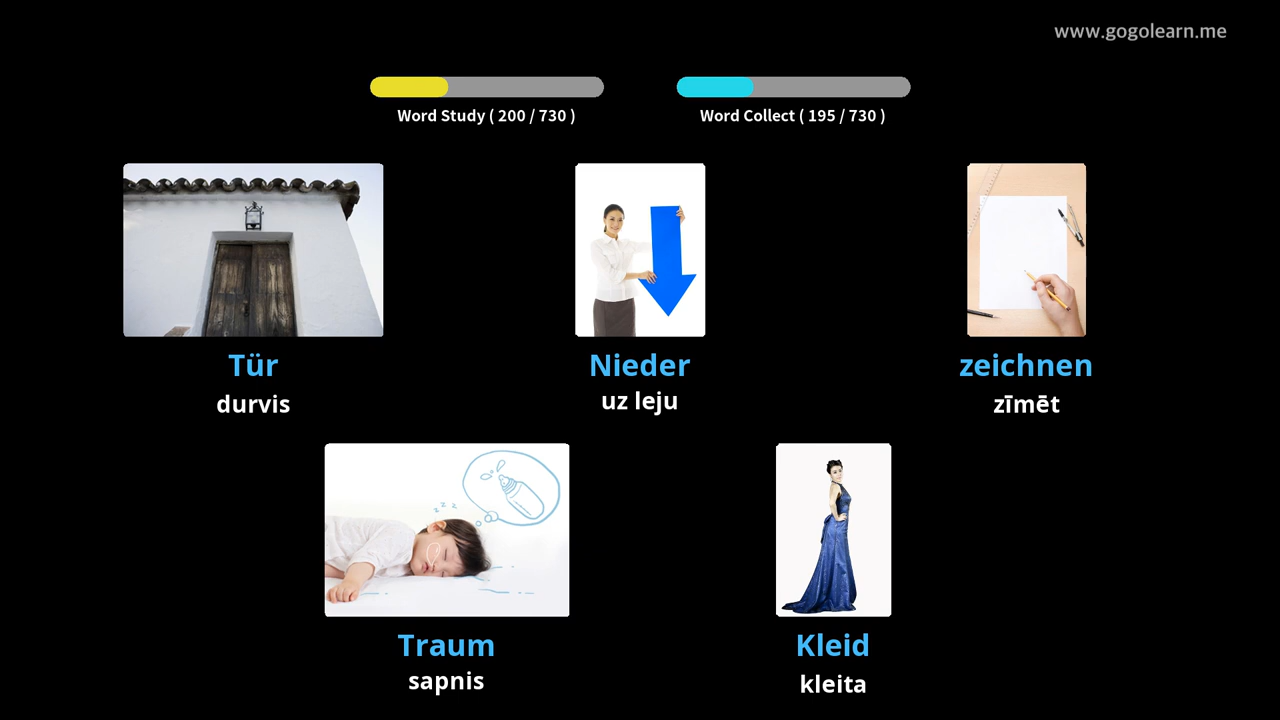 www.gogolearn.me
Word Study ( 200 / 730 )
Word Collect ( 195 / 730 )
Tür
durvis
Nieder
uz leju
zeichnen
zīmēt
Traum
sapnis
Kleid
kleita